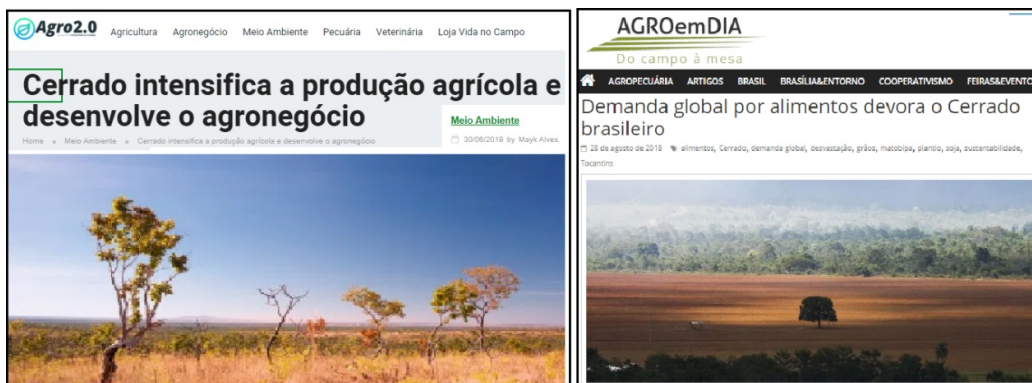 Agro2.0
Agricultura Agronegócio Meio Ambiente Pecuária Veterinária Loja Vida no Campo
Cerrado intensifica a produção agrícola e
desenvolve o agronegócio
Meio Ambiente
Home » Meio Ambiente » Cerrado intensifica a produção agrícola e desenvolve o agronegócio
30/06/2019 by Mayk Alves
AGROemDIA
Do campo à mesa
AGROPECUÁRIA ARTIGOS BRASIL BRASÍLIA&ENTORNO COOPERATIVISMO FEIRAS&EVENTO
Demanda global por alimentos devora o Cerrado
brasileiro
28 de agosto de 2018 alimentos, Cerrado, demanda global, desvastação, grãos, matobipa, plantio, soja, sustentabilidade,
Tocantins